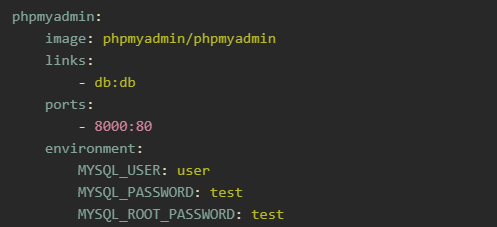 phpmyadmin:
    image: phpmyadmin/phpmyadmin
    links:
        - db:db
    ports:
        - 8000:80
    environment:
        MYSQL_USER: user
        MYSQL_PASSWORD: test
        MYSQL_ROOT_PASSWORD: test